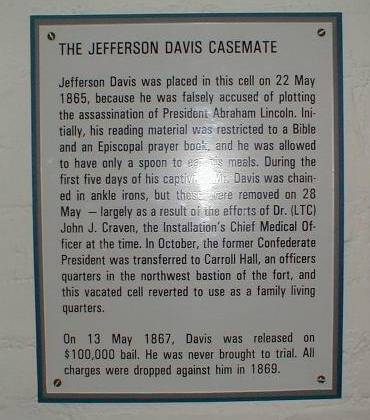 THE JEFFERSON DAVIS CASEMATE
Jefferson Davis was placed in this cell on 22 May
1865, because he was falsely accused of plotting
the assassination of President Abraham Lincoln. Ini-
tially, his reading material was restricted to a Bible
and an Episcopal prayer book, and he was allowed
to have only a spoon to eat his meals. During the
first five days of his captivity, Mr. Davis was chain-
ed in ankle irons, but these were removed on 28
May — largely as a result of the efforts of Dr. (LTC)
John J. Craven, the Installation's Chief Medical Of-
ficer at the time. In October, the former Confederate
President was transferred to Carroll Hall, an officers
quarters in the northwest bastion of the fort, and
this vacated cell reverted to use as a family living
quarters.
On 13 May 1867, Davis was released on
$100,000 bail. He was never brought to trial. All
charges were dropped against him in 1869.